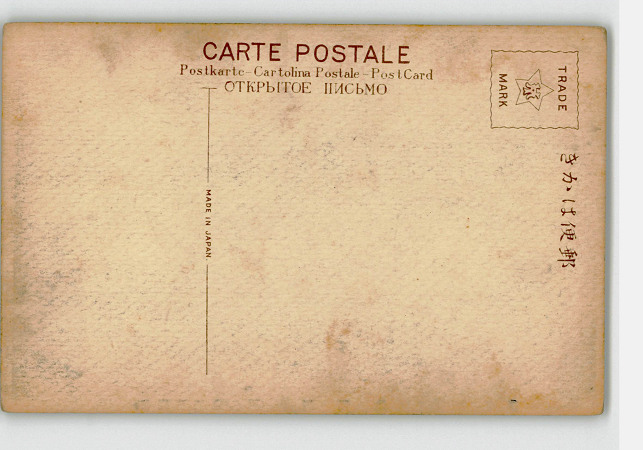 CARTE POSTALE
Postkarte-Cartolina Postale-PostCard
ОТКРЫТОЕ ПИСЬМО
TRADE
MARK
MADE IN JAPAN
きかは便郵